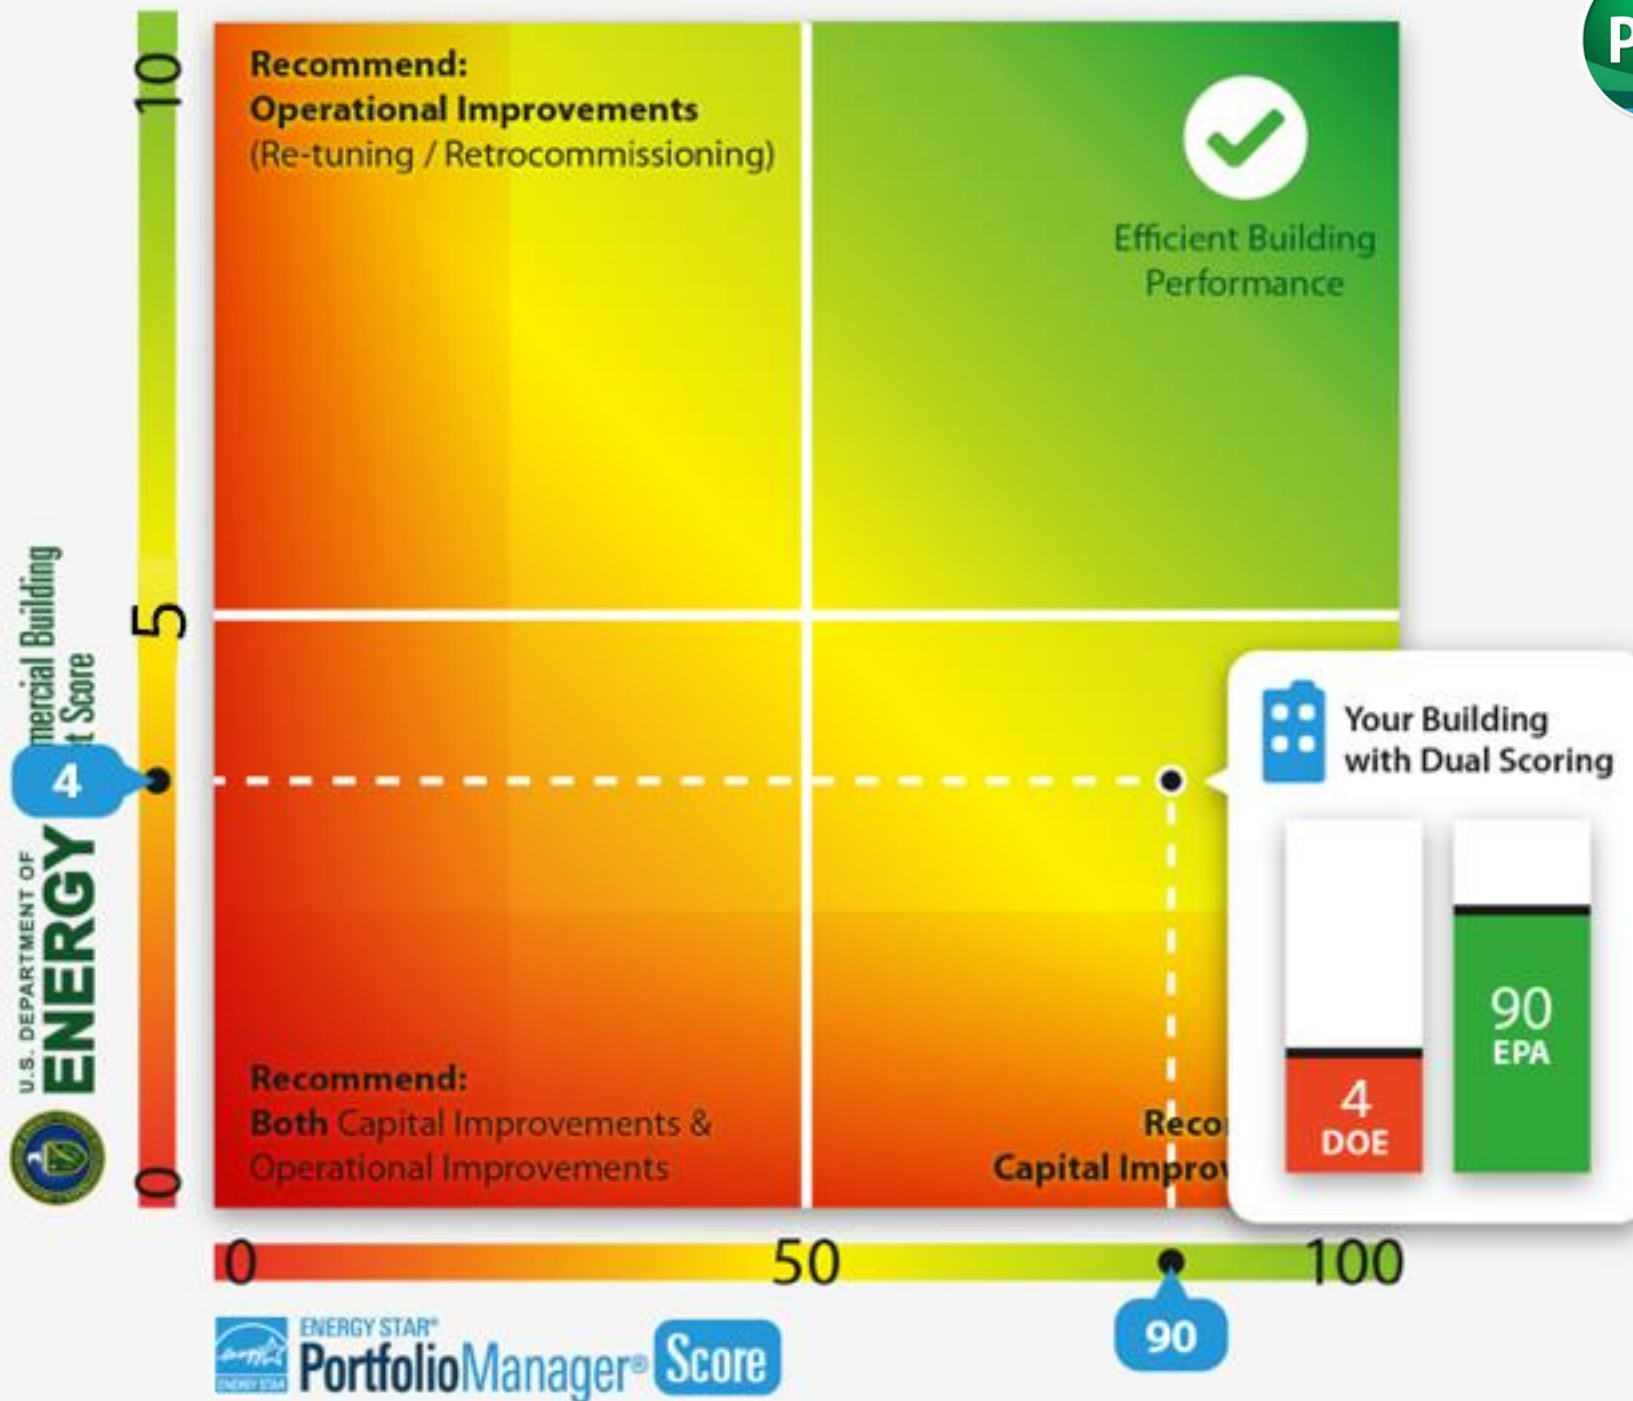 10
Recommend:
Operational Improvements
(Re-tuning / Retrocommissioning)
P
Efficient Building
Performance
5
mercial Building
t Score
4
U.S. DEPARTMENT OF
ENERGY
0
Your Building
with Dual Scoring
4
DOE
90
EPA
Recommend:
Both Capital Improvements &
Operational Improvements
Reco
Capital Improv
0 50 100
90
ENERGY STAR®
PortfolioManager® Score
ENERGY STAR